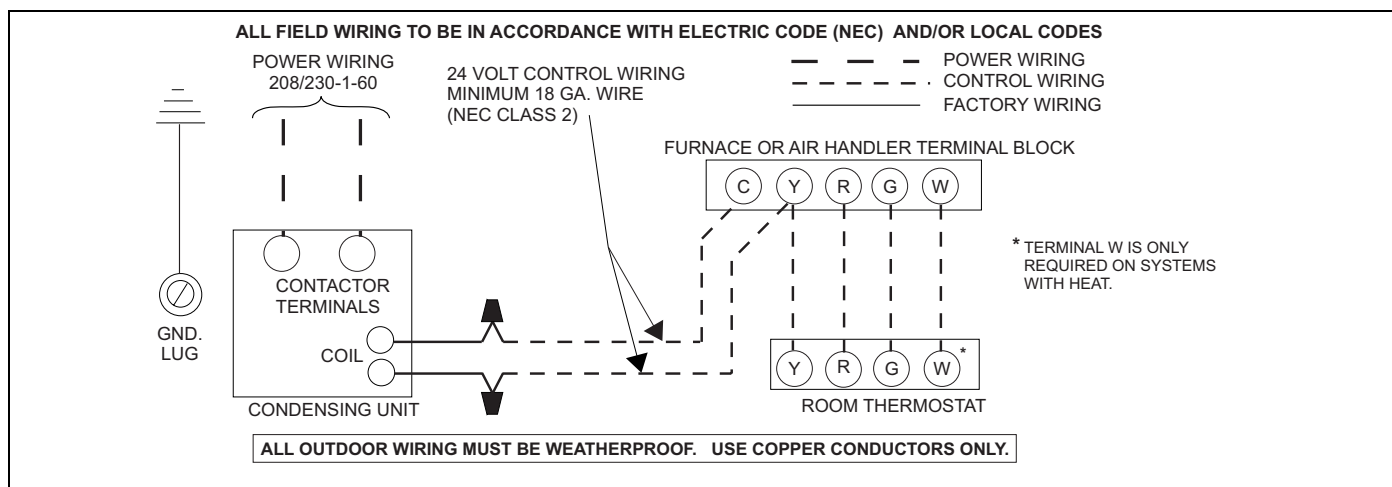 ALL FIELD WIRING TO BE IN ACCORDANCE WITH ELECTRIC CODE (NEC) AND/OR LOCAL CODES
POWER WIRING
208/230-1-60
24 VOLT CONTROL WIRING
MINIMUM 18 GA. WIRE
(NEC CLASS 2)
POWER WIRING
CONTROL WIRING
FACTORY WIRING
FURNACE OR AIR HANDLER TERMINAL BLOCK
C Y R G W
* TERMINAL W IS ONLY
REQUIRED ON SYSTEMS
WITH HEAT.
GND.
LUG
CONTACTOR
TERMINALS
COIL
CONDENSING UNIT
Y R G W *
ROOM THERMOSTAT
ALL OUTDOOR WIRING MUST BE WEATHERPROOF. USE COPPER CONDUCTORS ONLY.